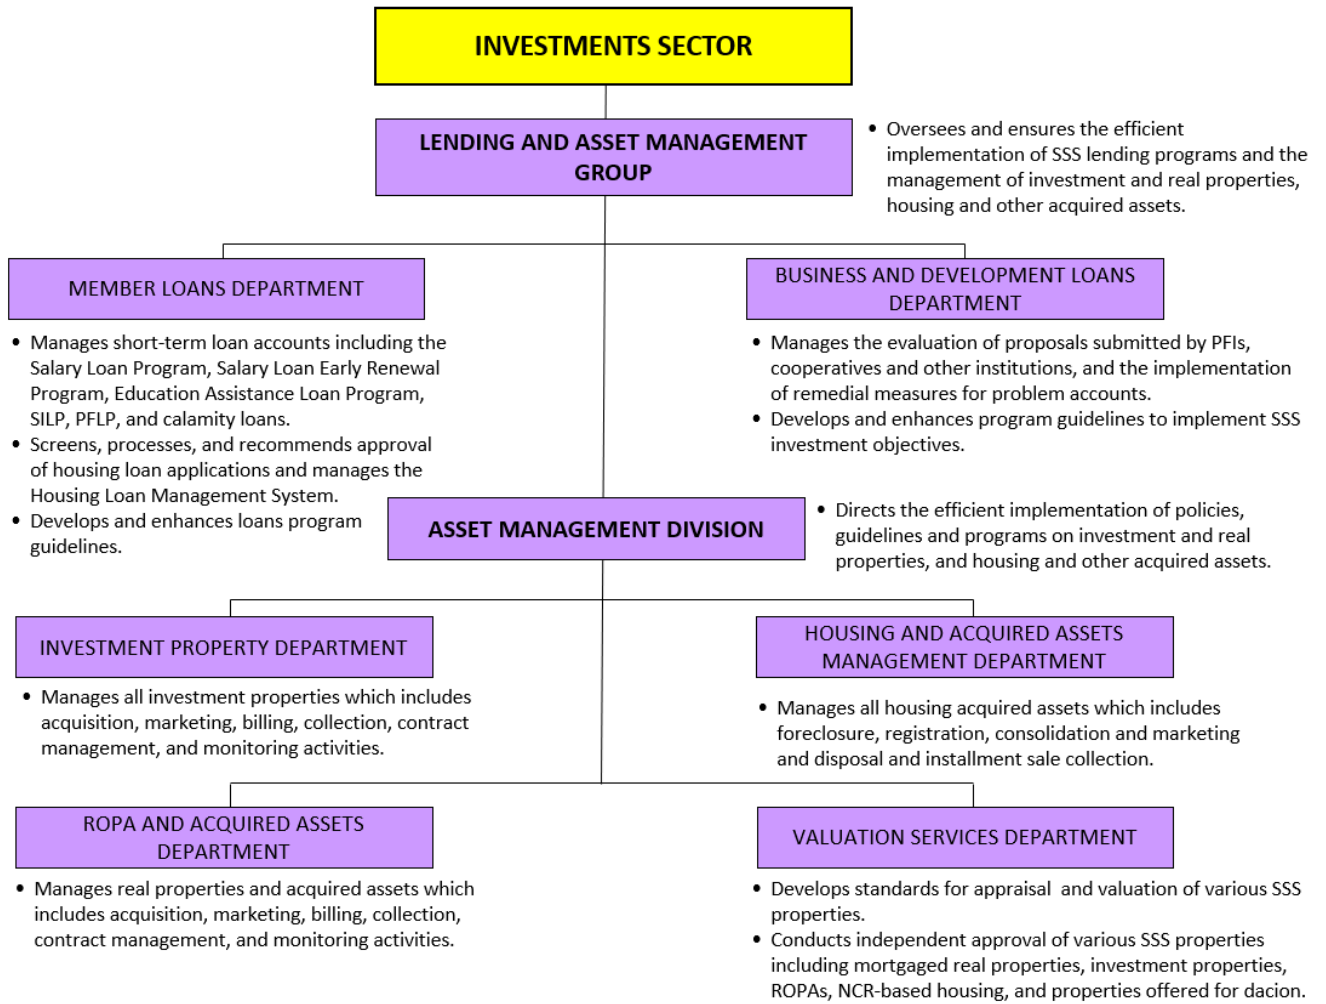 INVESTMENTS SECTOR
LENDING AND ASSET MANAGEMENT
GROUP
• Oversees and ensures the efficient
implementation of SSS lending programs and the
management of investment and real properties,
housing and other acquired assets.
MEMBER LOANS DEPARTMENT
• Manages short-term loan accounts including the
Salary Loan Program, Salary Loan Early Renewal
Program, Education Assistance Loan Program,
SILP, PFLP, and calamity loans.
• Screens, processes, and recommends approval
of housing loan applications and manages the
Housing Loan Management System.
• Develops and enhances loans program
guidelines.
BUSINESS AND DEVELOPMENT LOANS
DEPARTMENT
• Manages the evaluation of proposals submitted by PFIs,
cooperatives and other institutions, and the implementation
of remedial measures for problem accounts.
• Develops and enhances program guidelines to implement SSS
investment objectives.
ASSET MANAGEMENT DIVISION
• Directs the efficient implementation of policies,
guidelines and programs on investment and real
properties, and housing and other acquired assets.
INVESTMENT PROPERTY DEPARTMENT
• Manages all investment properties which includes
acquisition, marketing, billing, collection, contract
management, and monitoring activities.
HOUSING AND ACQUIRED ASSETS
MANAGEMENT DEPARTMENT
• Manages all housing acquired assets which includes
foreclosure, registration, consolidation and marketing
and disposal and installment sale collection.
ROPA AND ACQUIRED ASSETS
DEPARTMENT
• Manages real properties and acquired assets which
includes acquisition, marketing, billing, collection,
contract management, and monitoring activities.
VALUATION SERVICES DEPARTMENT
• Develops standards for appraisal and valuation of various SSS
properties.
• Conducts independent approval of various SSS properties
including mortgaged real properties, investment properties,
ROPAs, NCR-based housing, and properties offered for dacion.